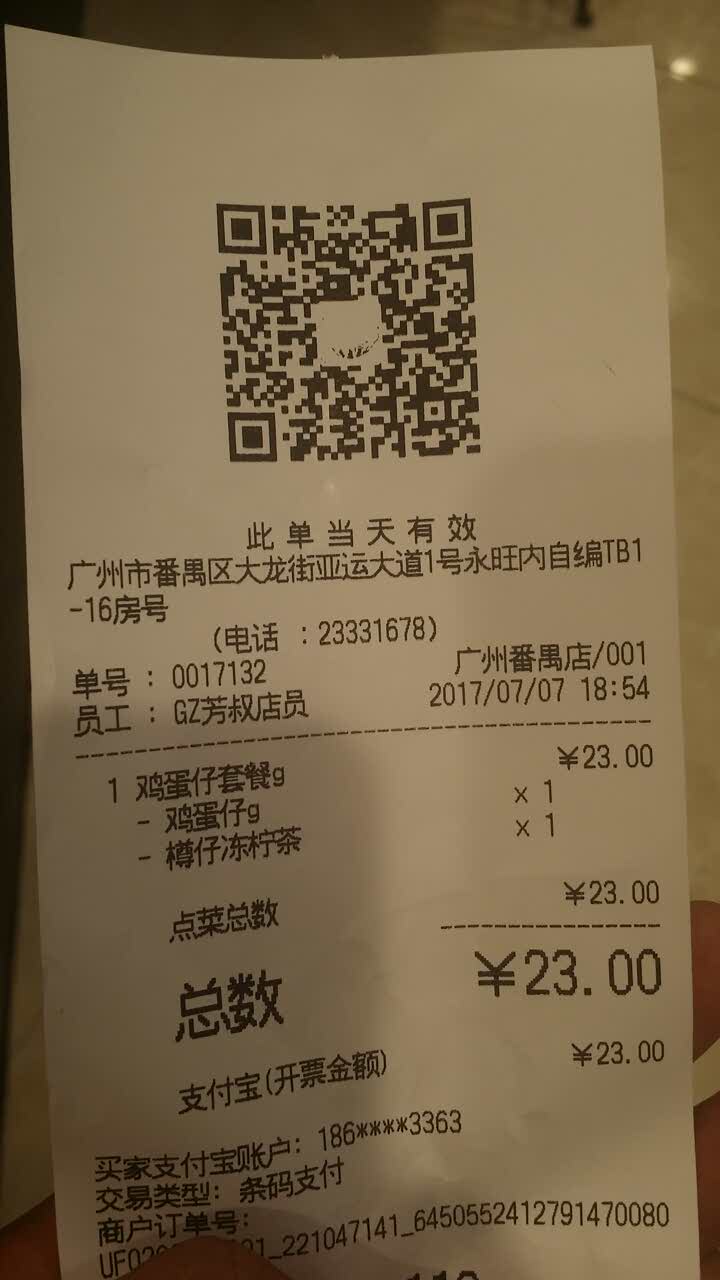 此单当天有效
广州市番禺区大龙街亚运大道1号永旺内自编TB1
-16房号
(电话 :23331678)
单号 : 0017132 广州番禺店/001
员工 : GZ芳叔店员 2017/07/07 18:54
1 鸡蛋仔套餐g ¥23.00
- 鸡蛋仔g x 1
- 樽仔冻柠茶 x 1
点菜总数 ¥23.00
总数 ¥23.00
支付宝(开票金额) ¥23.00
买家支付宝账户: 186****3363
交易类型: 条码支付
商户订单号:
_221047141_6450552412791470080